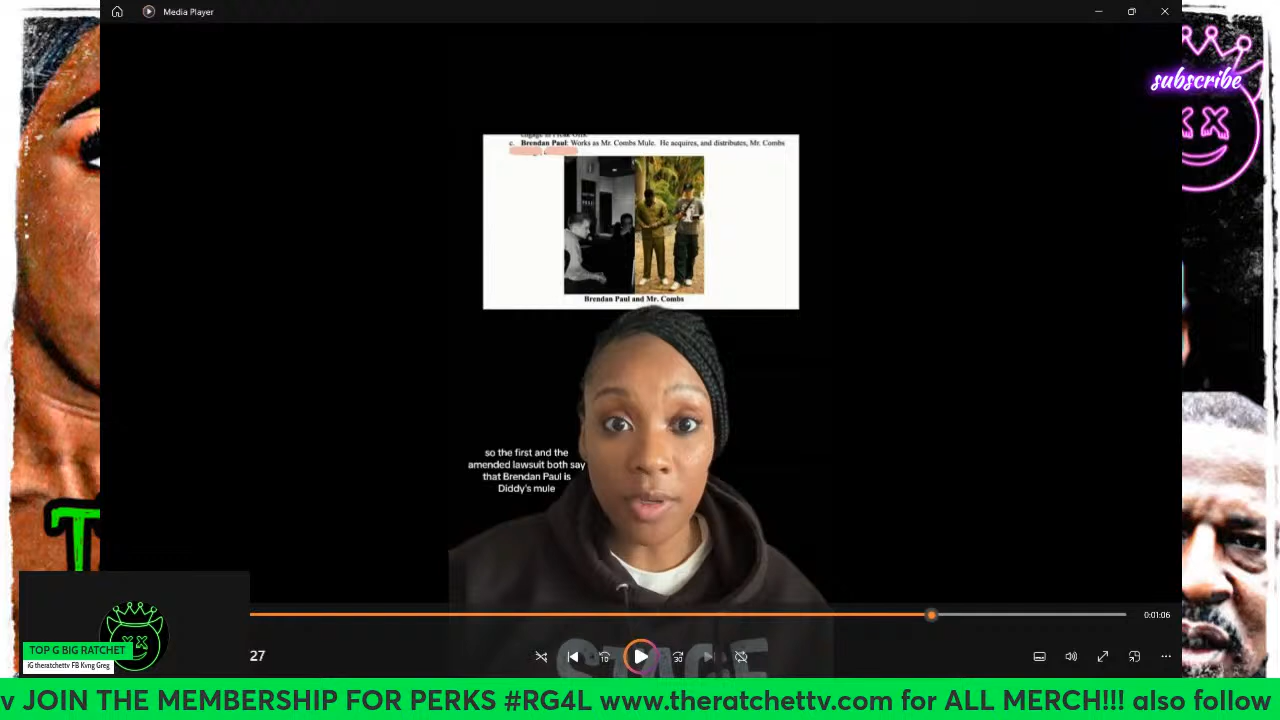 Media Player
subscribe
c. Brendan Paul: Works as Mr. Combs Mule. He acquires, and distributes, Mr. Combs
Brendan Paul and Mr. Combs
so the first and the
amended lawsuit both say
that Brendan Paul is
Diddy's mule
0:01:06
27
10
30
TOP G BIG RATCHET
iG theratchettv FB Kvng Greg
v JOIN THE MEMBERSHIP FOR PERKS #RG4L www.theratchettv.com for ALL MERCH!!! also follow